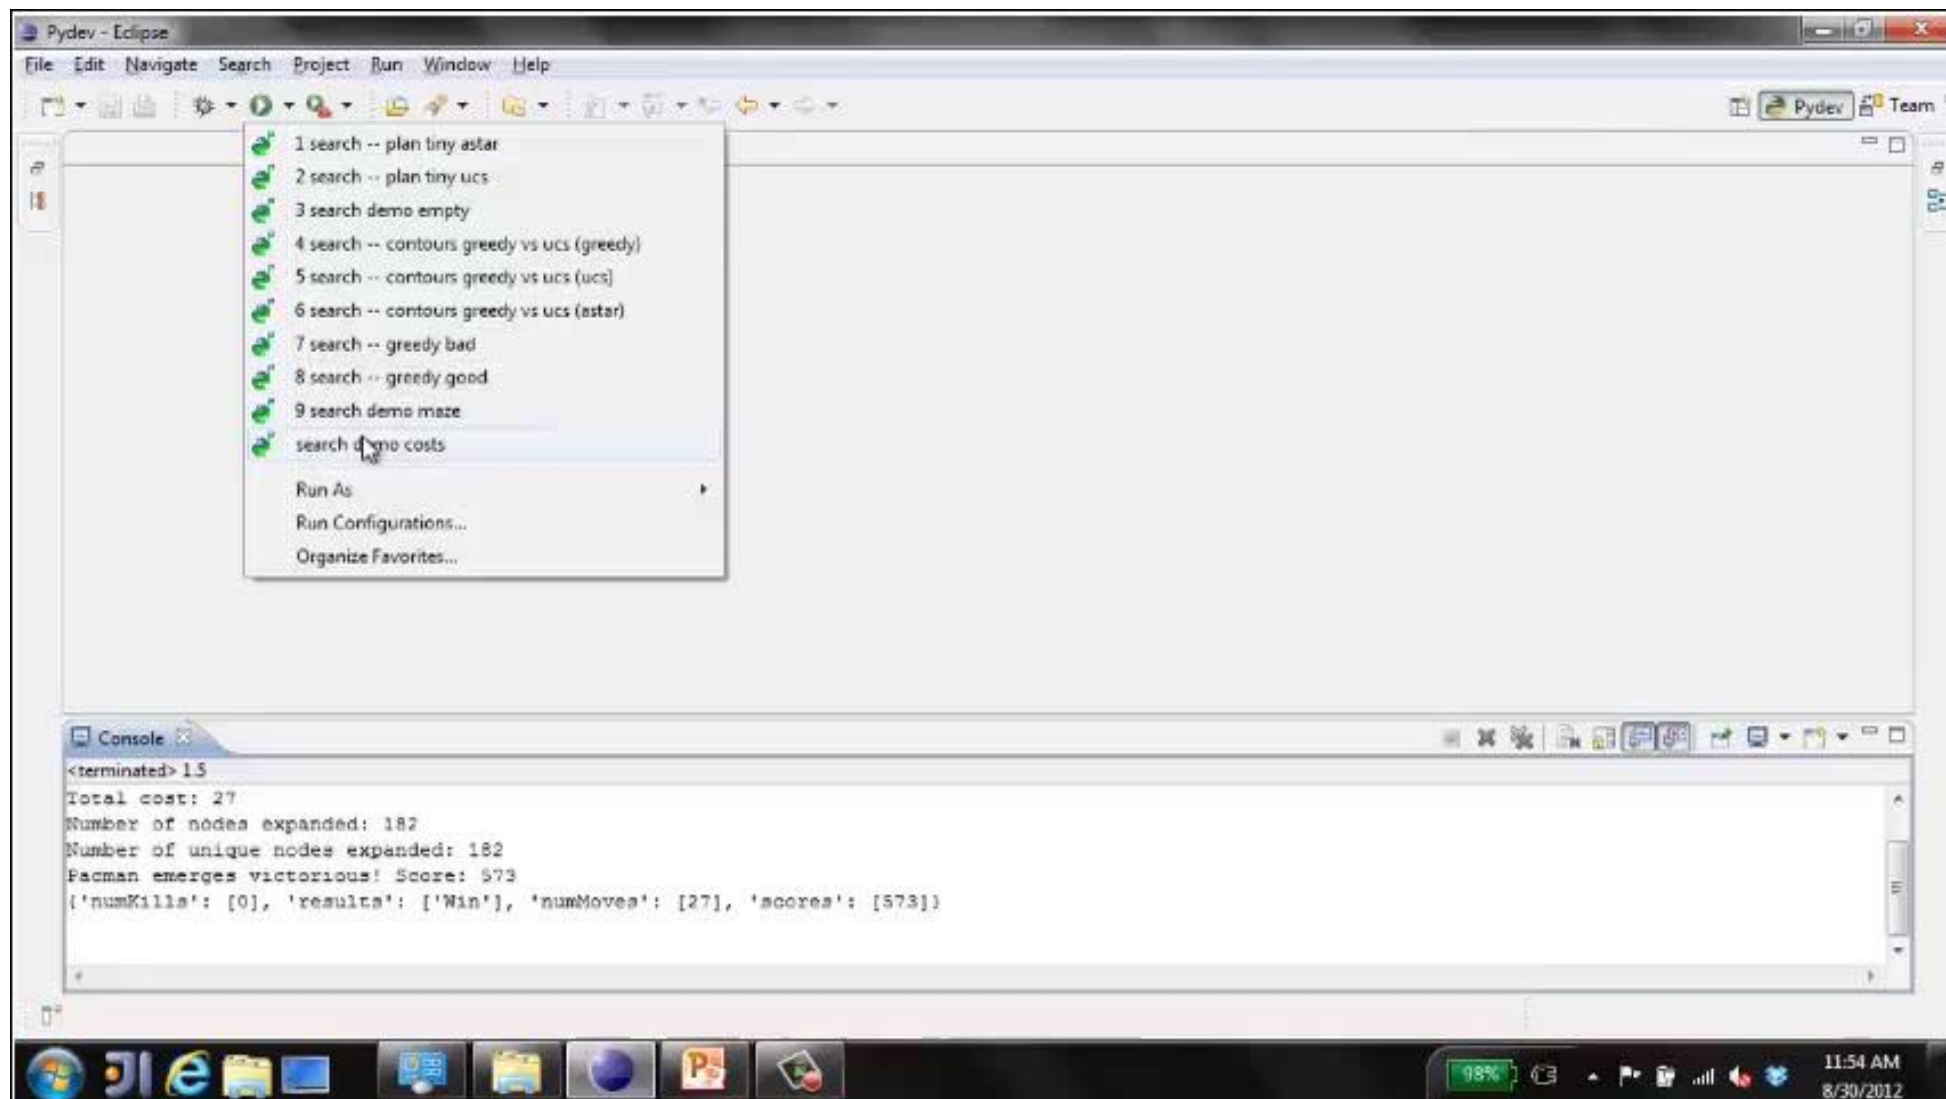 Pydev - Eclipse
File Edit Navigate Search Project Run Window Help
Pydev Team
1 search -- plan tiny astar
2 search -- plan tiny ucs
3 search demo empty
4 search -- contours greedy vs ucs (greedy)
5 search -- contours greedy vs ucs (ucs)
6 search -- contours greedy vs ucs (astar)
7 search -- greedy bad
8 search -- greedy good
9 search demo maze
search demo costs
Run As
Run Configurations...
Organize Favorites...
Console
<terminated> 1.5
Total cost: 27
Number of nodes expanded: 182
Number of unique nodes expanded: 182
Pacman emerges victorious! Score: 573
{'numKills': [0], 'results': ['Win'], 'numMoves': [27], 'scores': [573]}
98%
11:54 AM
8/30/2012